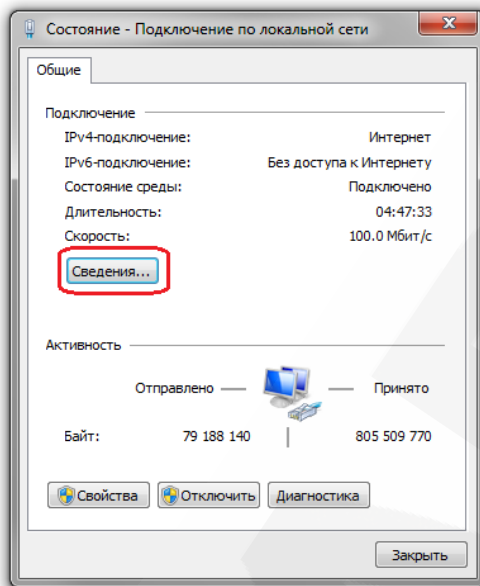 Состояние - Подключение по локальной сети
Общие
Подключение
IPv4-подключение: Интернет
IPv6-подключение: Без доступа к Интернету
Состояние среды: Подключено
Длительность: 04:47:33
Скорость: 100.0 Мбит/с
Сведения...
Активность
Отправлено — — Принято
Байт: 79 188 140 | 805 509 770
Свойства Отключить Диагностика
Закрыть